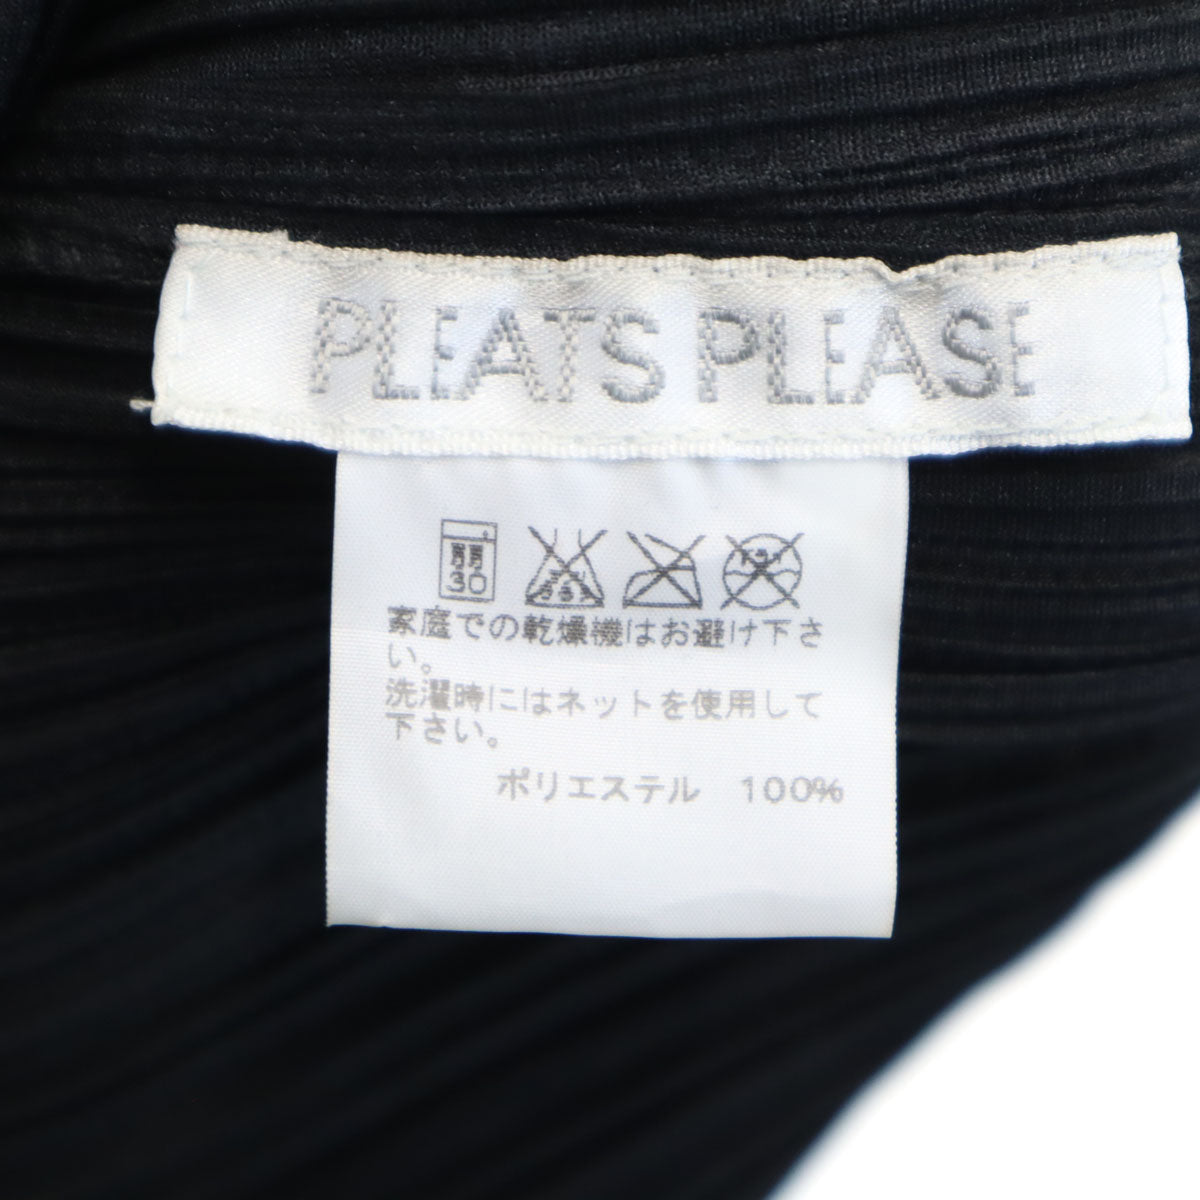 PLEATS PLEASE
30
家庭での乾燥機はお避け下さ
い。
洗濯時にはネットを使用して
下さい。
ポリエステル 100%